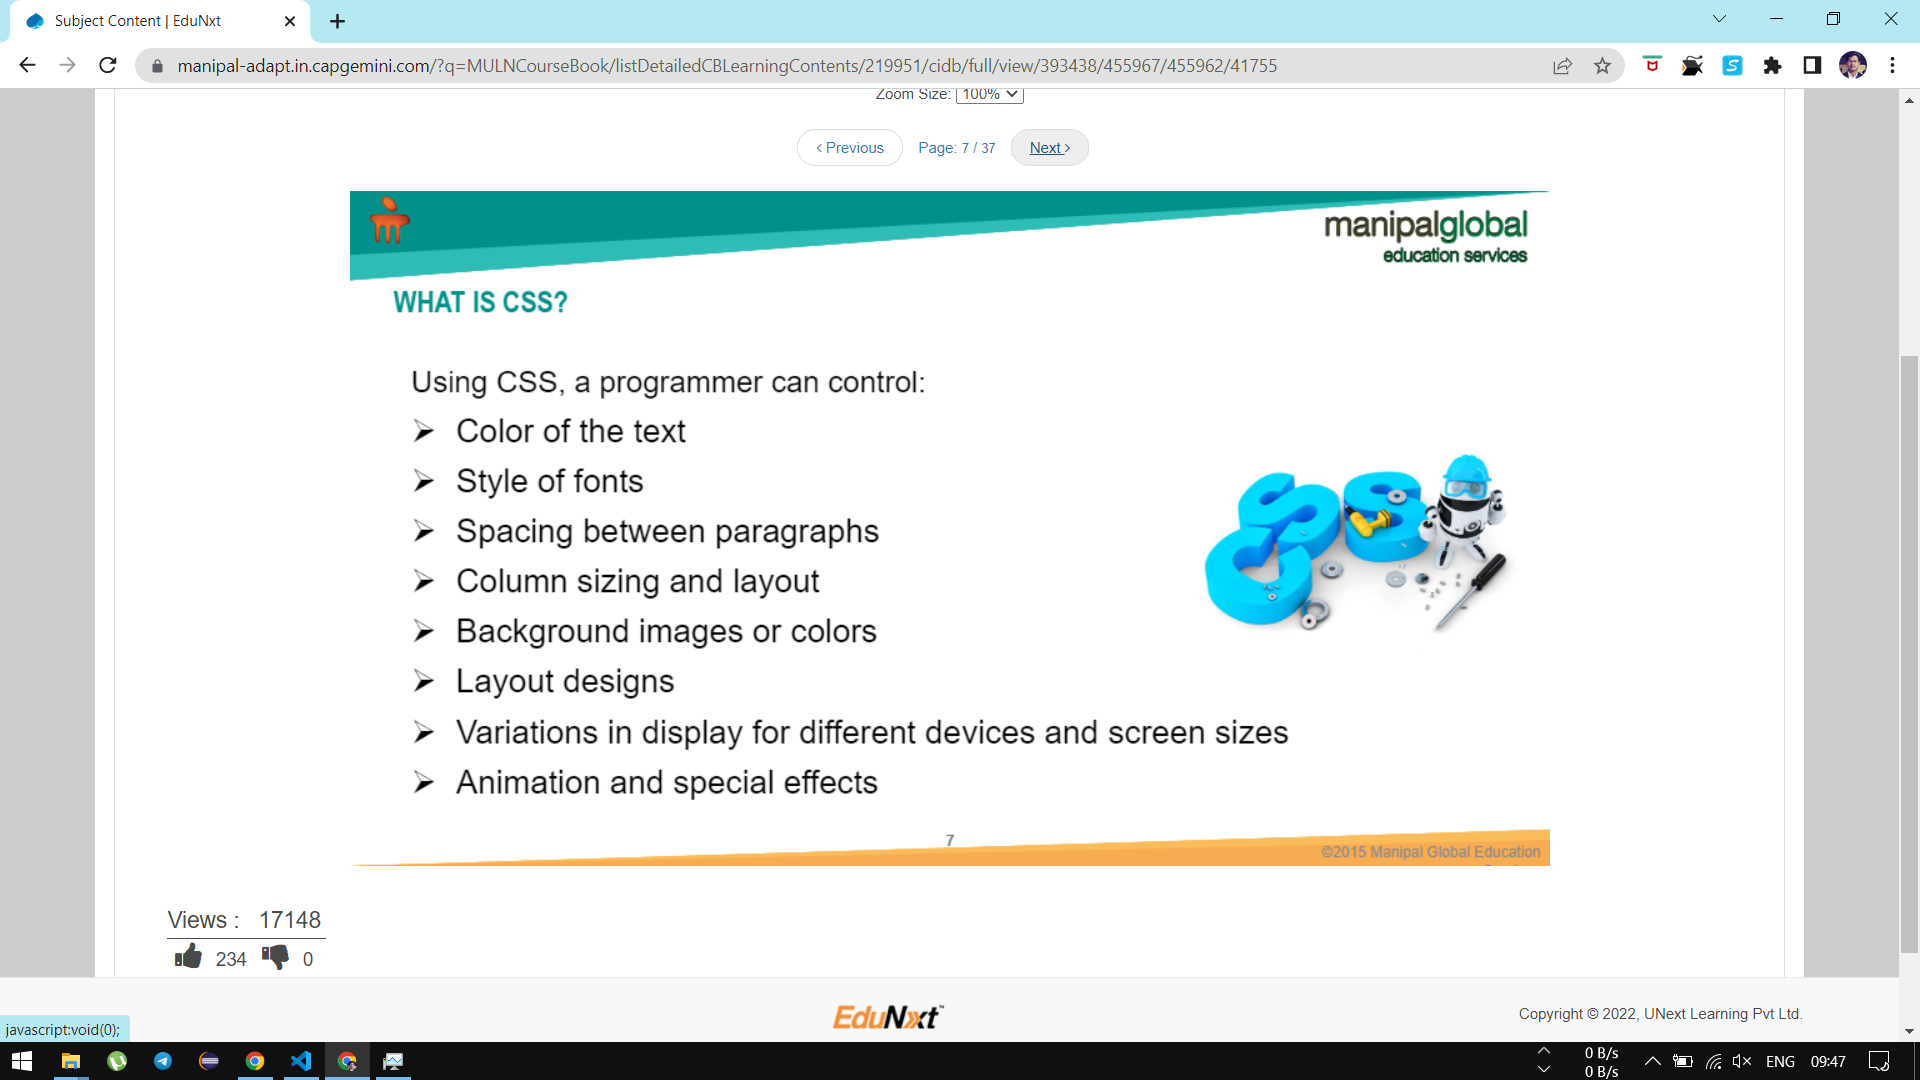 Subject Content | EduNxt
manipal-adapt.in.capgemini.com/?q=MULNCourseBook/listDetailedCBLearningContents/219951/cidb/full/view/393438/455967/455962/41755
Zoom Size: 100%
‹ Previous Page: 7 / 37 Next ›
manipalglobal
education services
WHAT IS CSS?
Using CSS, a programmer can control:
➢ Color of the text
➢ Style of fonts
➢ Spacing between paragraphs
➢ Column sizing and layout
➢ Background images or colors
➢ Layout designs
➢ Variations in display for different devices and screen sizes
➢ Animation and special effects
CSS
7
©2015 Manipal Global Education
Views : 17148
234 0
EduNxt™
Copyright © 2022, UNext Learning Pvt Ltd.
javascript:void(0);
0 B/s
0 B/s
ENG 09:47